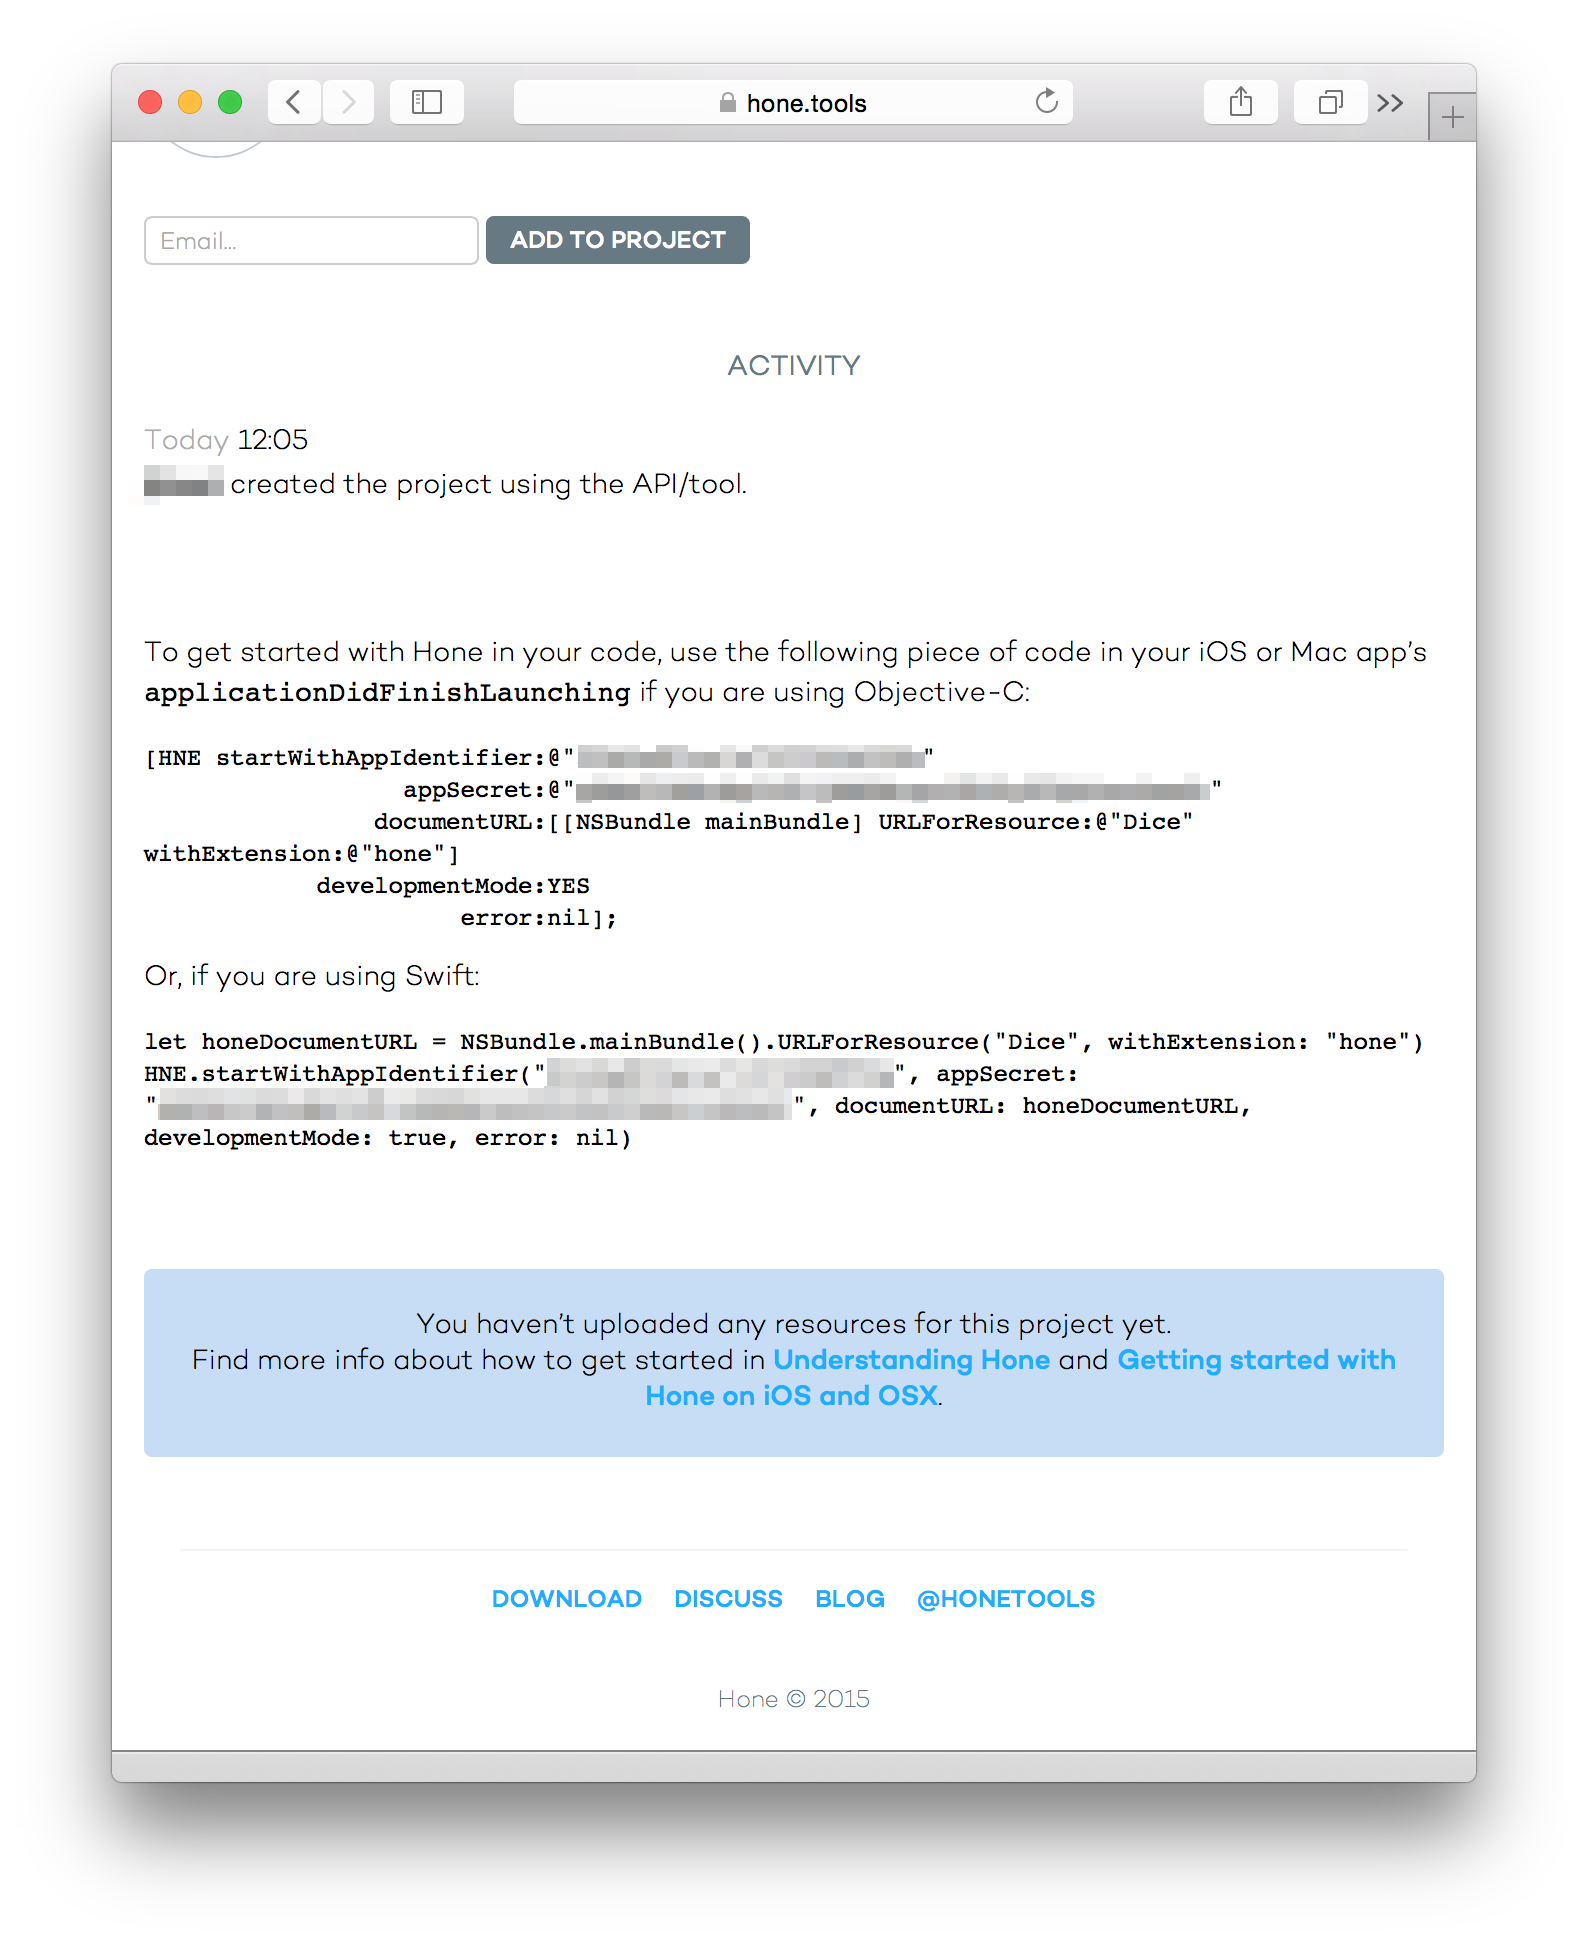 hone.tools
Email...
ADD TO PROJECT
ACTIVITY
Today 12:05
created the project using the API/tool.
To get started with Hone in your code, use the following piece of code in your iOS or Mac app’s
applicationDidFinishLaunching if you are using Objective-C:
[HNE startWithAppIdentifier:@" "
appSecret:@" "
documentURL:[[NSBundle mainBundle] URLForResource:@"Dice"
withExtension:@"hone"]
developmentMode:YES
error:nil];
Or, if you are using Swift:
let honeDocumentURL = NSBundle.mainBundle().URLForResource("Dice", withExtension: "hone")
HNE.startWithAppIdentifier(" ", appSecret:
" ", documentURL: honeDocumentURL,
developmentMode: true, error: nil)
You haven’t uploaded any resources for this project yet.
Find more info about how to get started in Understanding Hone and Getting started with
Hone on iOS and OSX.
DOWNLOAD DISCUSS BLOG @HONETOOLS
Hone © 2015